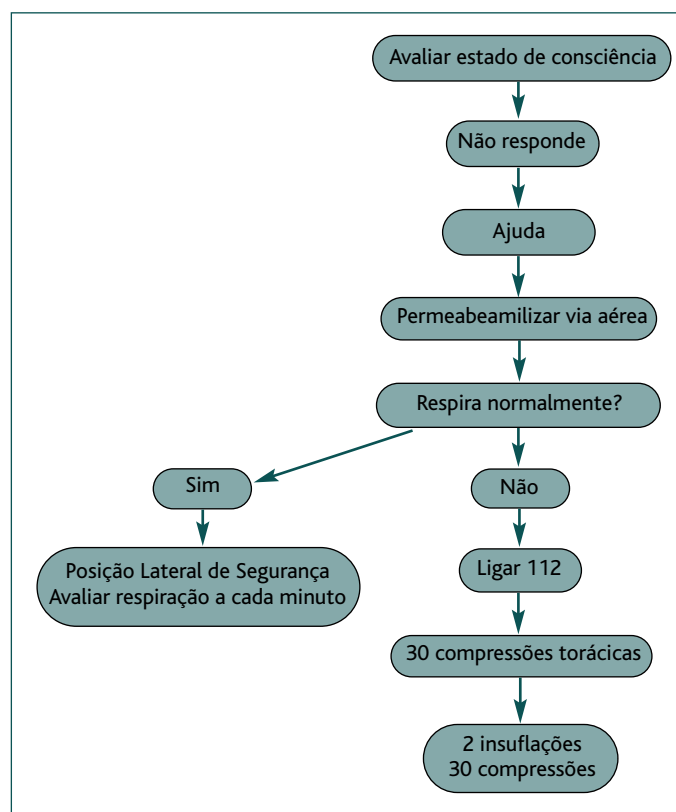 Avaliar estado de consciência
Não responde
Ajuda
Permeabeamilizar via aérea
Respira normalmente?
Sim
Não
Posição Lateral de Segurança
Avaliar respiração a cada minuto
Ligar 112
30 compressões torácicas
2 insuflações
30 compressões